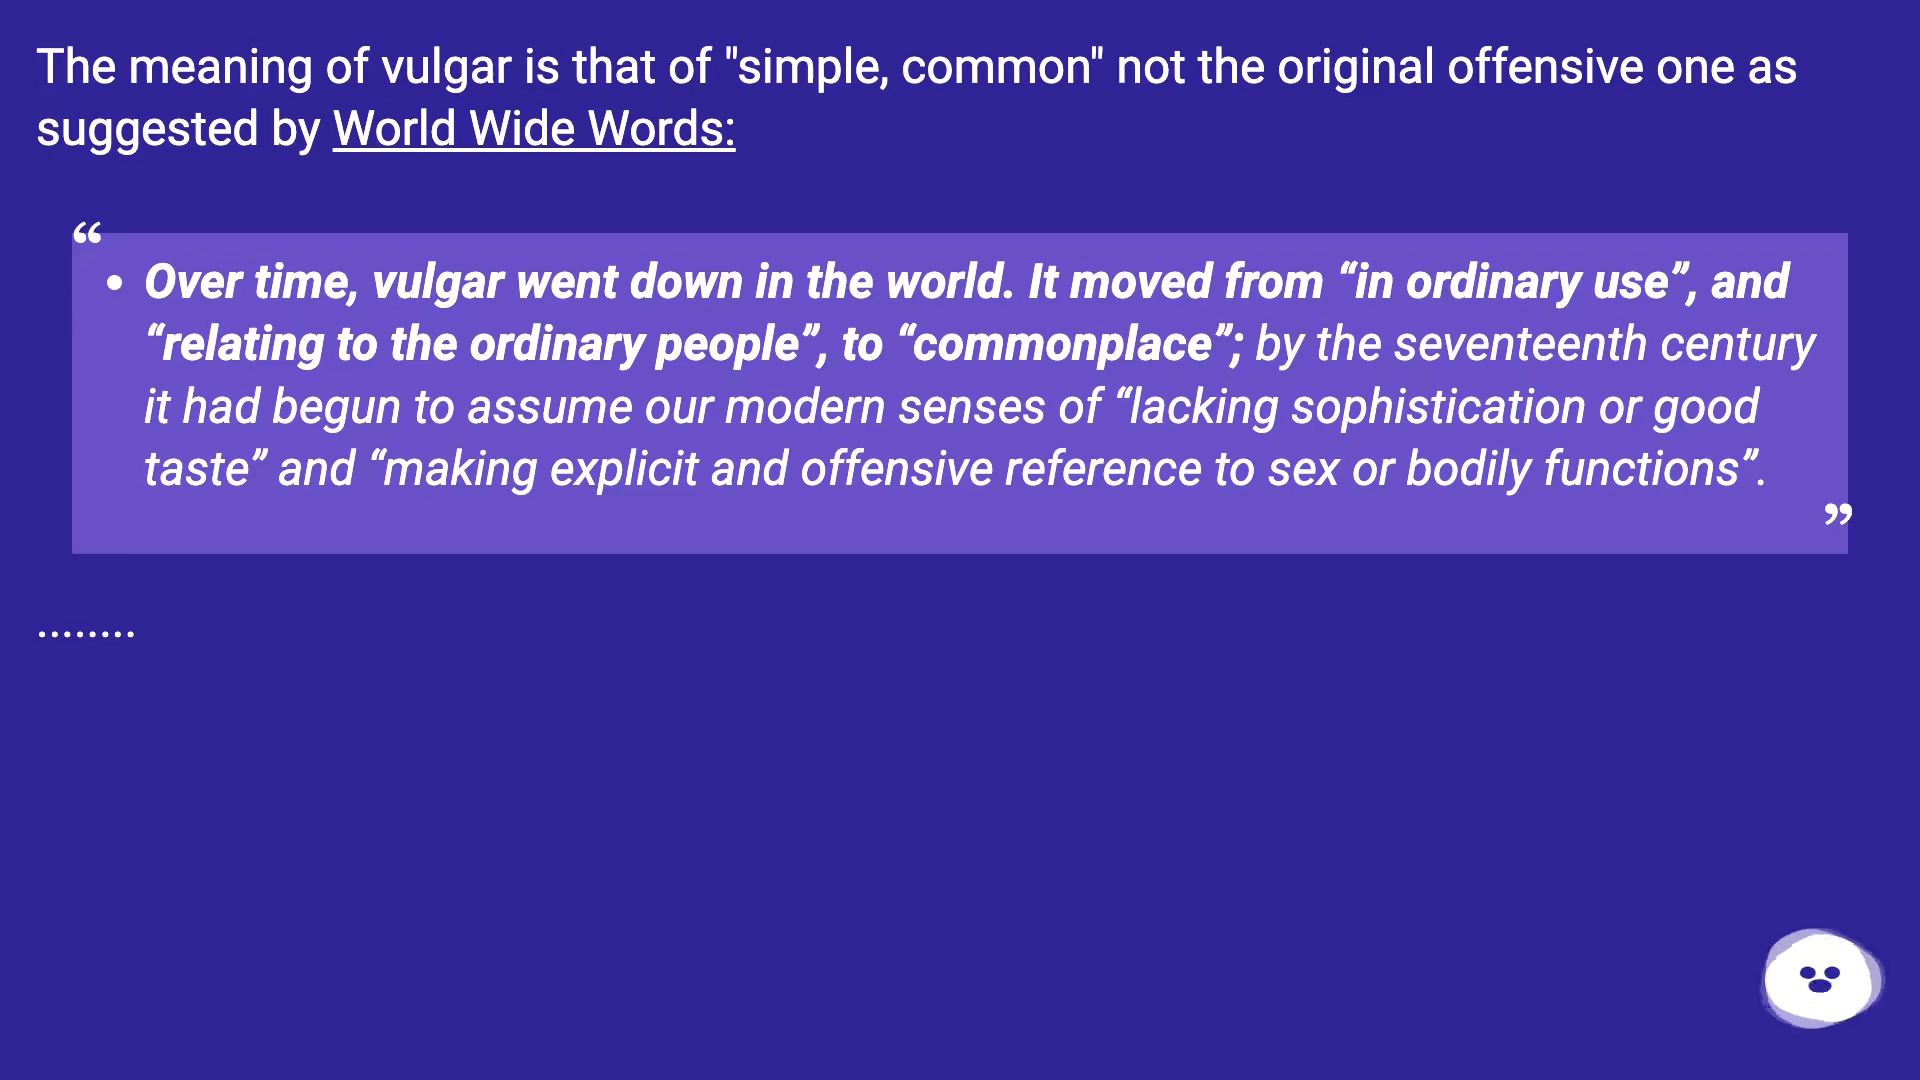 The meaning of vulgar is that of "simple, common" not the original offensive one as
suggested by World Wide Words:
“
• Over time, vulgar went down in the world. It moved from “in ordinary use”, and
“relating to the ordinary people”, to “commonplace”; by the seventeenth century
it had begun to assume our modern senses of “lacking sophistication or good
taste” and “making explicit and offensive reference to sex or bodily functions”.
”
........